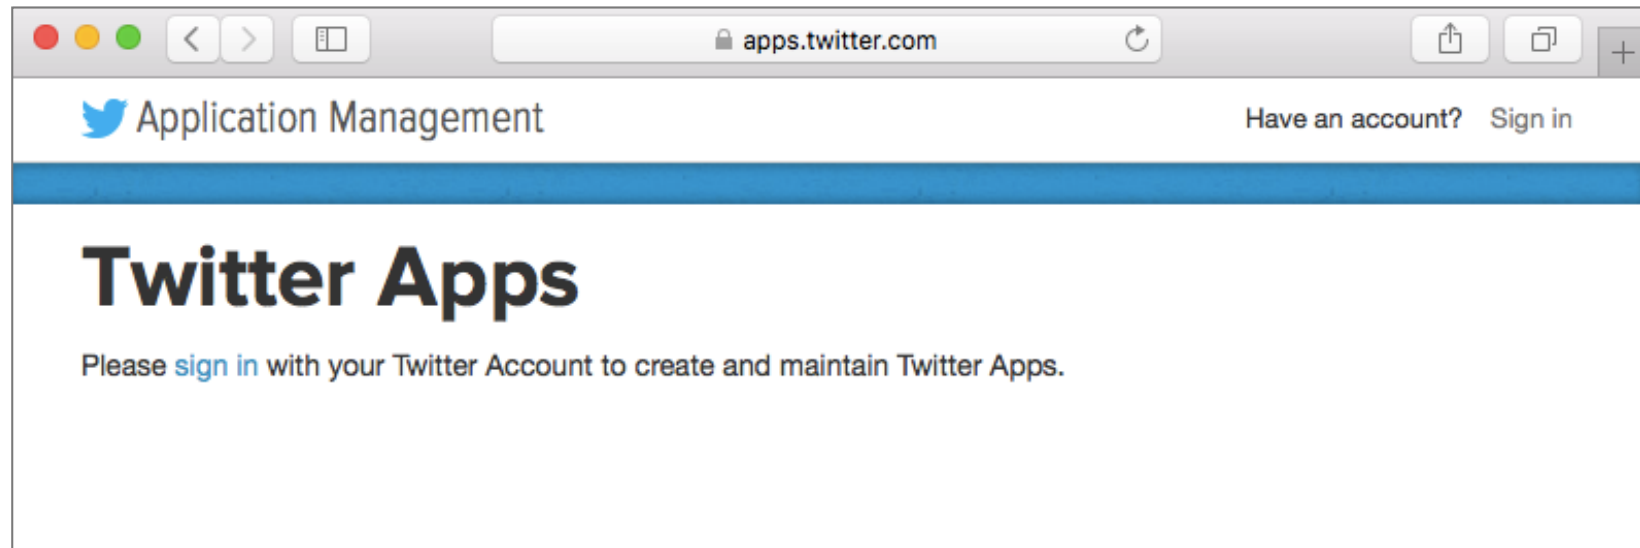 apps.twitter.com
Application Management
Have an account? Sign in
Twitter Apps
Please sign in with your Twitter Account to create and maintain Twitter Apps.